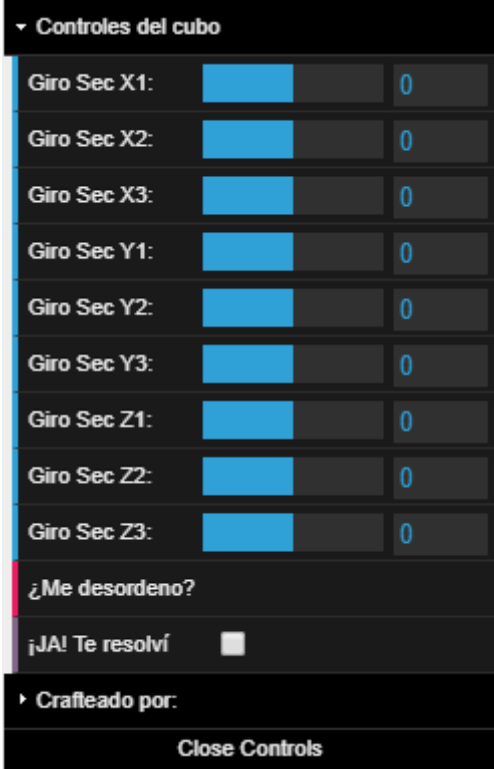 Controles del cubo
Giro Sec X1: 0
Giro Sec X2: 0
Giro Sec X3: 0
Giro Sec Y1: 0
Giro Sec Y2: 0
Giro Sec Y3: 0
Giro Sec Z1: 0
Giro Sec Z2: 0
Giro Sec Z3: 0
¿Me desordeno?
¡JA! Te resolví
Crafteado por:
Close Controls